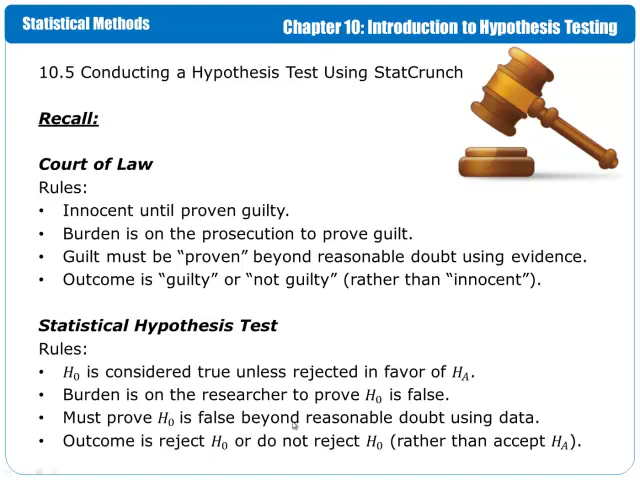 Statistical Methods
Chapter 10: Introduction to Hypothesis Testing
10.5 Conducting a Hypothesis Test Using StatCrunch
Recall:
Court of Law
Rules:
• Innocent until proven guilty.
• Burden is on the prosecution to prove guilt.
• Guilt must be “proven” beyond reasonable doubt using evidence.
• Outcome is “guilty” or “not guilty” (rather than “innocent”).
Statistical Hypothesis Test
Rules:
• H₀ is considered true unless rejected in favor of H_A.
• Burden is on the researcher to prove H₀ is false.
• Must prove H₀ is false beyond reasonable doubt using data.
• Outcome is reject H₀ or do not reject H₀ (rather than accept H_A).